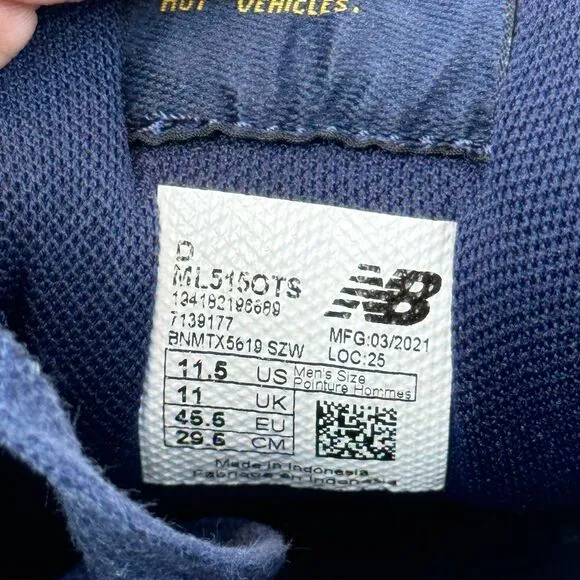 HOT VEHICLES.
D
ML515OTS
NB
194182196689
7139177
MFG:03/2021
BNMTX5619 SZW
LOC:25
11.5 US Men's Size
Pointure Hommes
11 UK
45.5 EU
29.5 CM
Made in Indonesia
Fabriqué en Indonésie